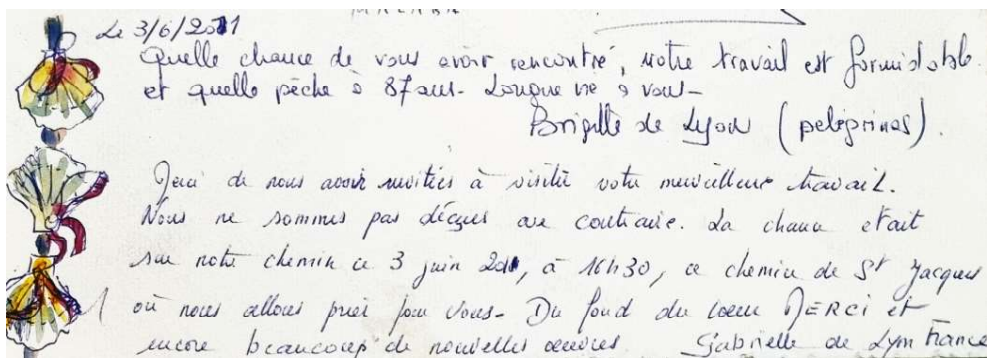 Le 3/6/2011
Quelle chance de vous avoir rencontré, votre travail est formidable.
et quelle pêche à 87 ans - Longue vie à vous -
Brigitte de Lyon (peligrinas).
Merci de nous avoir invitées à visiter votre merveilleux travail.
Nous ne sommes pas déçues au contraire. La chance était
sur notre chemin ce 3 juin 2011, à 16h30, ce chemin de St Jacques
où nous allons prier pour vous - Du fond du coeur MERCI et
encore beaucoup de nouvelles oeuvres Gabrielle de Lyon France